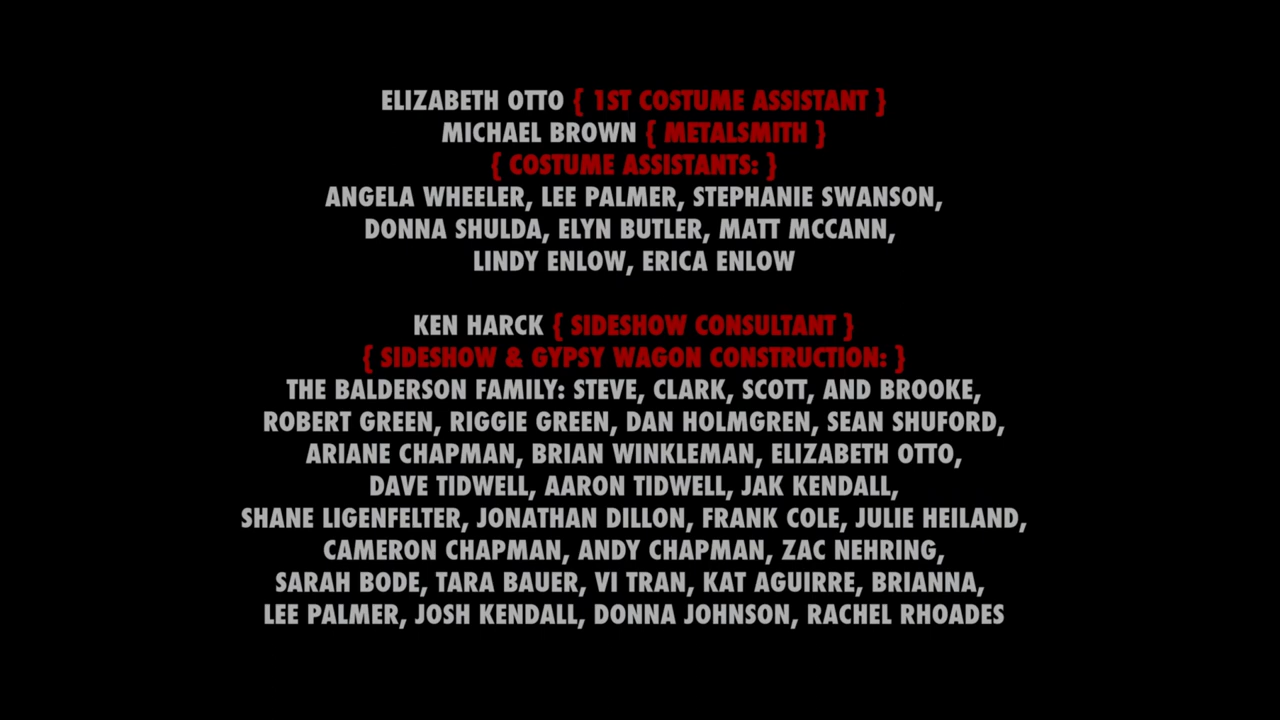 ELIZABETH OTTO { 1ST COSTUME ASSISTANT }
MICHAEL BROWN { METALSMITH }
{ COSTUME ASSISTANTS: }
ANGELA WHEELER, LEE PALMER, STEPHANIE SWANSON,
DONNA SHULDA, ELYN BUTLER, MATT MCCANN,
LINDY ENLOW, ERICA ENLOW
KEN HARCK { SIDESHOW CONSULTANT }
{ SIDESHOW & GYPSY WAGON CONSTRUCTION: }
THE BALDERSON FAMILY: STEVE, CLARK, SCOTT, AND BROOKE,
ROBERT GREEN, RIGGIE GREEN, DAN HOLMGREN, SEAN SHUFORD,
ARIANE CHAPMAN, BRIAN WINKLEMAN, ELIZABETH OTTO,
DAVE TIDWELL, AARON TIDWELL, JAK KENDALL,
SHANE LIGENFELTER, JONATHAN DILLON, FRANK COLE, JULIE HEILAND,
CAMERON CHAPMAN, ANDY CHAPMAN, ZAC NEHRING,
SARAH BODE, TARA BAUER, VI TRAN, KAT AGUIRRE, BRIANNA,
LEE PALMER, JOSH KENDALL, DONNA JOHNSON, RACHEL RHOADES